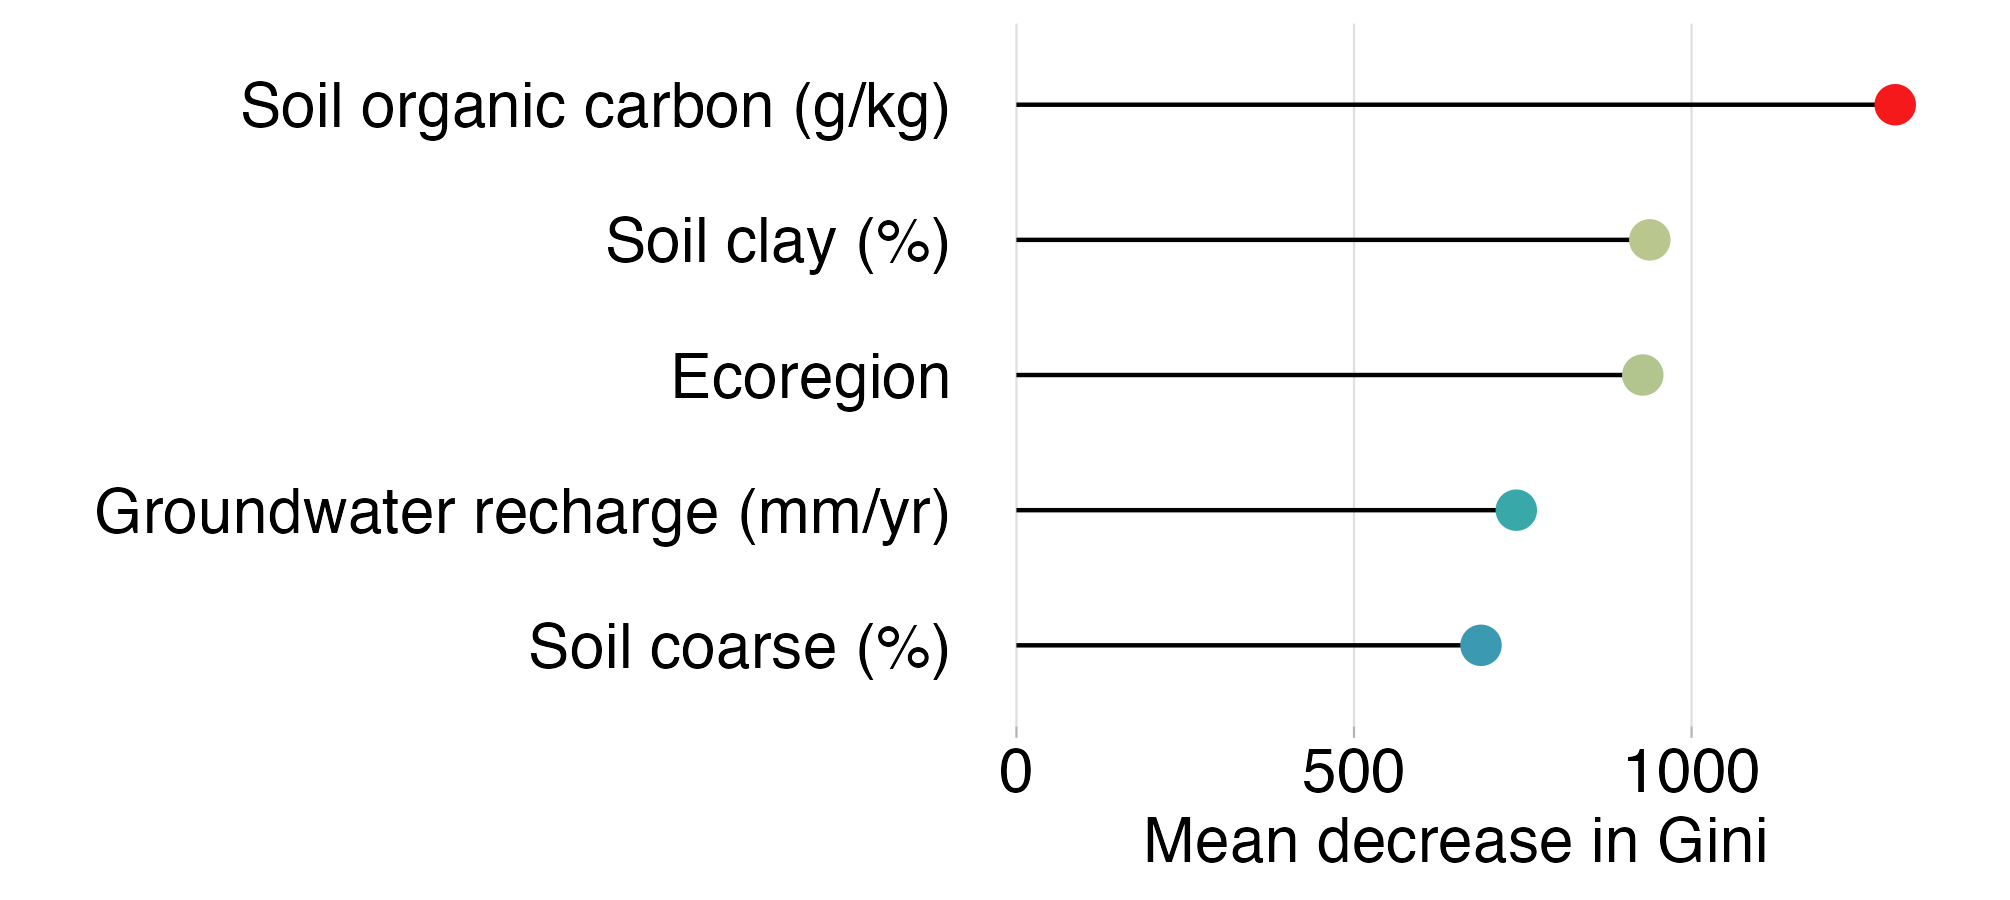 Soil organic carbon (g/kg)
Soil clay (%)
Ecoregion
Groundwater recharge (mm/yr)
Soil coarse (%)
0 500 1000
Mean decrease in Gini